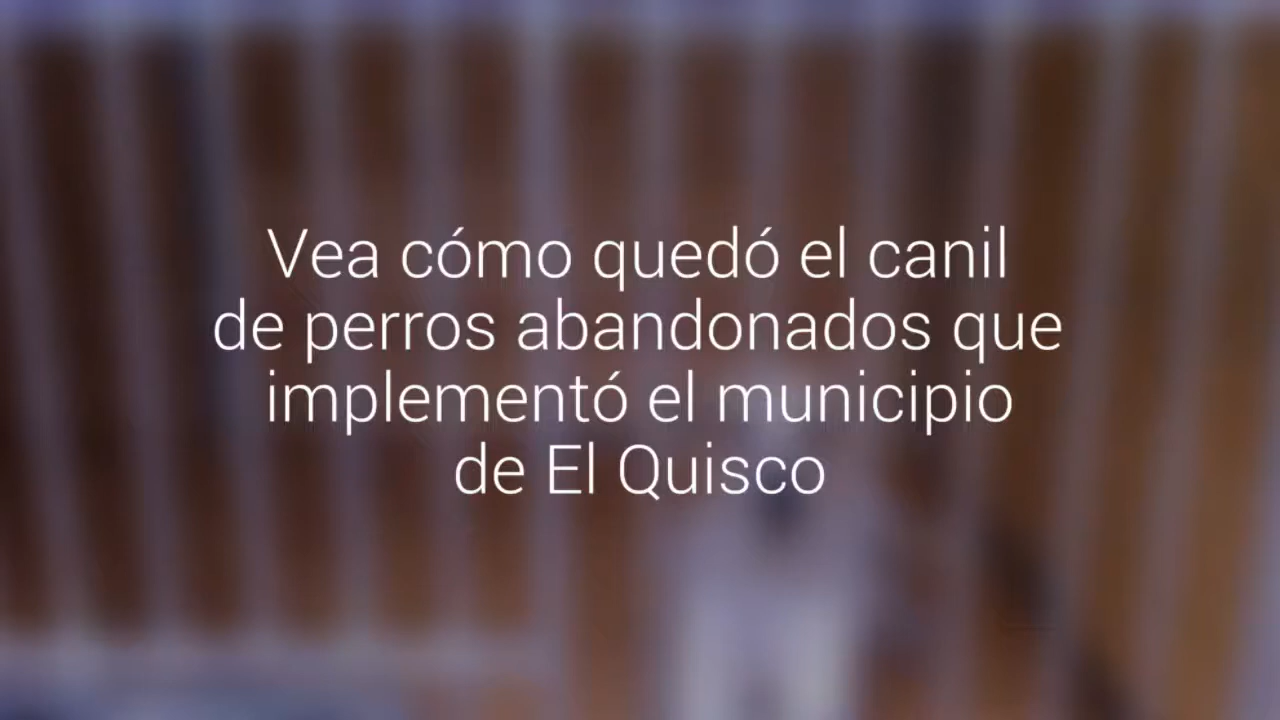 Vea cómo quedó el canil
de perros abandonados que
implementó el municipio
de El Quisco